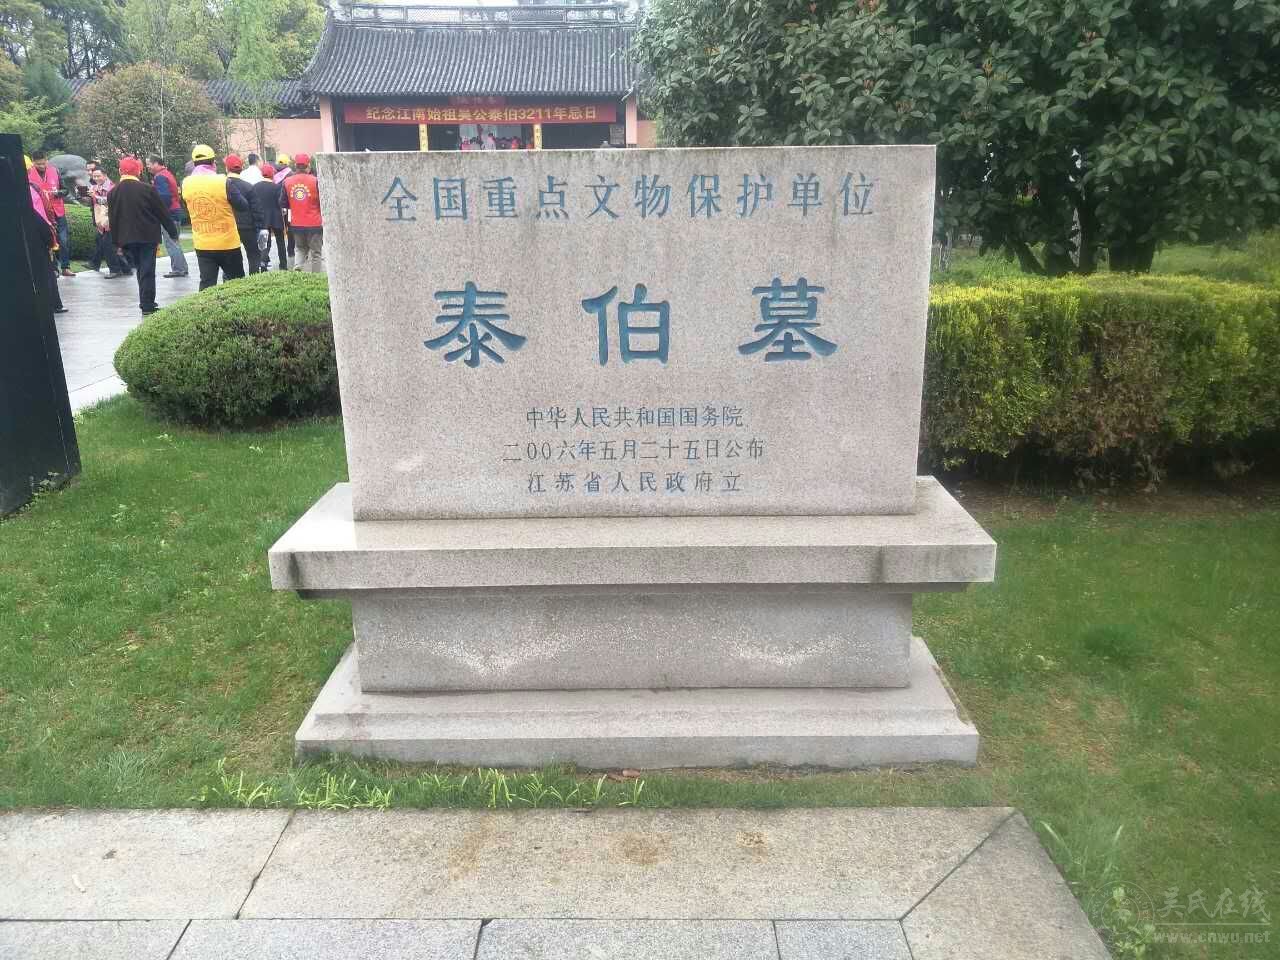 纪念江南始祖吴公泰伯3211年忌日
全国重点文物保护单位
泰伯墓
中华人民共和国国务院
二00六年五月二十五日公布
江苏省人民政府立
吴氏在线
www.cnwu.net